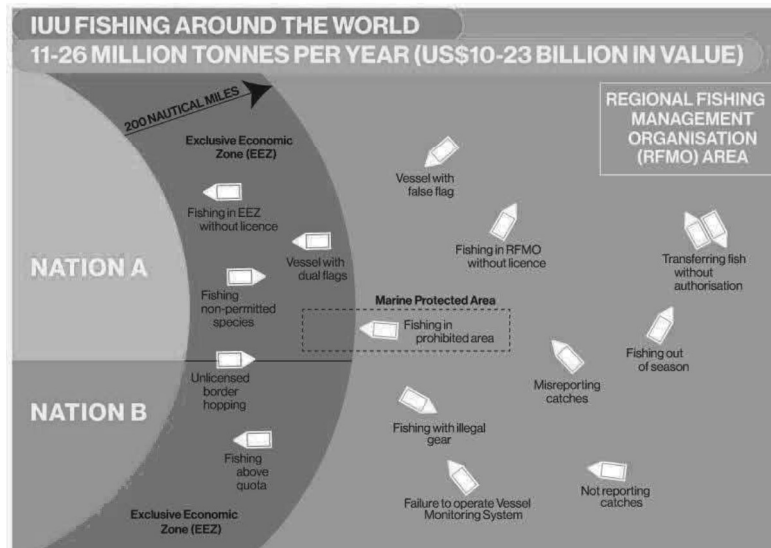 IUU FISHING AROUND THE WORLD
11-26 MILLION TONNES PER YEAR (US$10-23 BILLION IN VALUE)
200 NAUTICAL MILES
REGIONAL FISHING
MANAGEMENT
ORGANISATION
(RFMO) AREA
Exclusive Economic
Zone (EEZ)
Vessel with
false flag
Fishing in EEZ
without licence
Fishing in RFMO
without licence
Vessel with
dual flags
Transferring fish
without
authorisation
NATION A
Fishing
non-permitted
species
Marine Protected Area
Fishing in
prohibited area
Fishing out
of season
Unlicensed
border
hopping
Misreporting
catches
NATION B
Fishing with illegal
gear
Fishing
above
quota
Failure to operate Vessel
Monitoring System
Not reporting
catches
Exclusive Economic
Zone (EEZ)